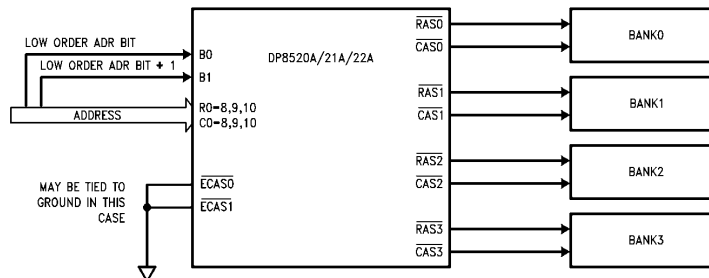 LOW ORDER ADR BIT
LOW ORDER ADR BIT + 1
ADDRESS
B0
B1
R0=8,9,10
C0=8,9,10
DP8520A/21A/22A
ECAS0
ECAS1
MAY BE TIED TO
GROUND IN THIS
CASE
RAS0
CAS0
BANK0
RAS1
CAS1
BANK1
RAS2
CAS2
BANK2
RAS3
CAS3
BANK3